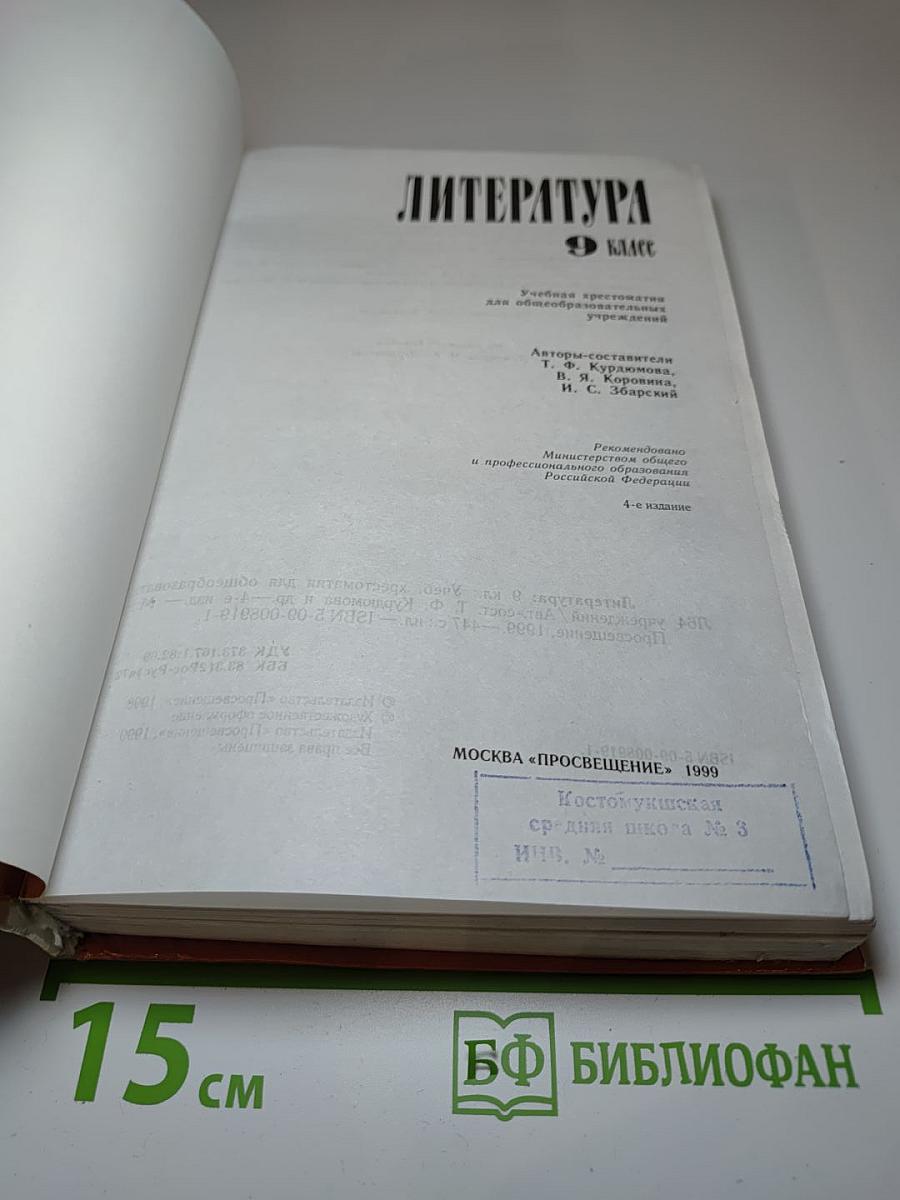 ЛИТЕРАТУРА
9 класс
Учебная хрестоматия
для общеобразовательных
учреждений
Авторы-составители
Т. Ф. Курдюмова,
В. Я. Коровина,
И. С. Збарский
Рекомендовано
Министерством общего
и профессионального образования
Российской Федерации
4-е издание
МОСКВА «ПРОСВЕЩЕНИЕ» 1999
Костомукшская
средняя школа № 3
ИНВ. №
15 см
БФ БИБЛИОФАН